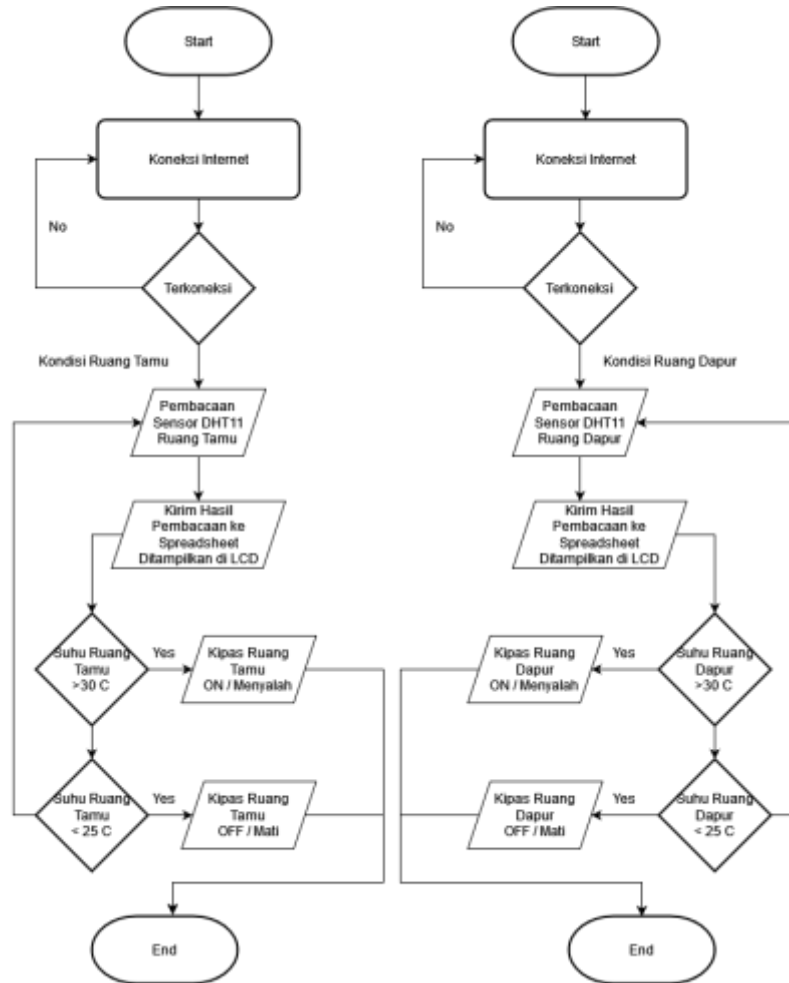 Start
Koneksi Internet
No
Terkoneksi
Kondisi Ruang Tamu
Pembacaan
Sensor DHT11
Ruang Tamu
Kirim Hasil
Pembacaan ke
Spreadsheet
Ditampilkan di LCD
Suhu Ruang
Tamu
>30 C
Yes
Kipas Ruang
Tamu
ON / Menyalah
Suhu Ruang
Tamu
< 25 C
Yes
Kipas Ruang
Tamu
OFF / Mati
End
Start
Koneksi Internet
No
Terkoneksi
Kondisi Ruang Dapur
Pembacaan
Sensor DHT11
Ruang Dapur
Kirim Hasil
Pembacaan ke
Spreadsheet
Ditampilkan di LCD
Suhu Ruang
Dapur
>30 C
Yes
Kipas Ruang
Dapur
ON / Menyalah
Suhu Ruang
Dapur
< 25 C
Yes
Kipas Ruang
Dapur
OFF / Mati
End